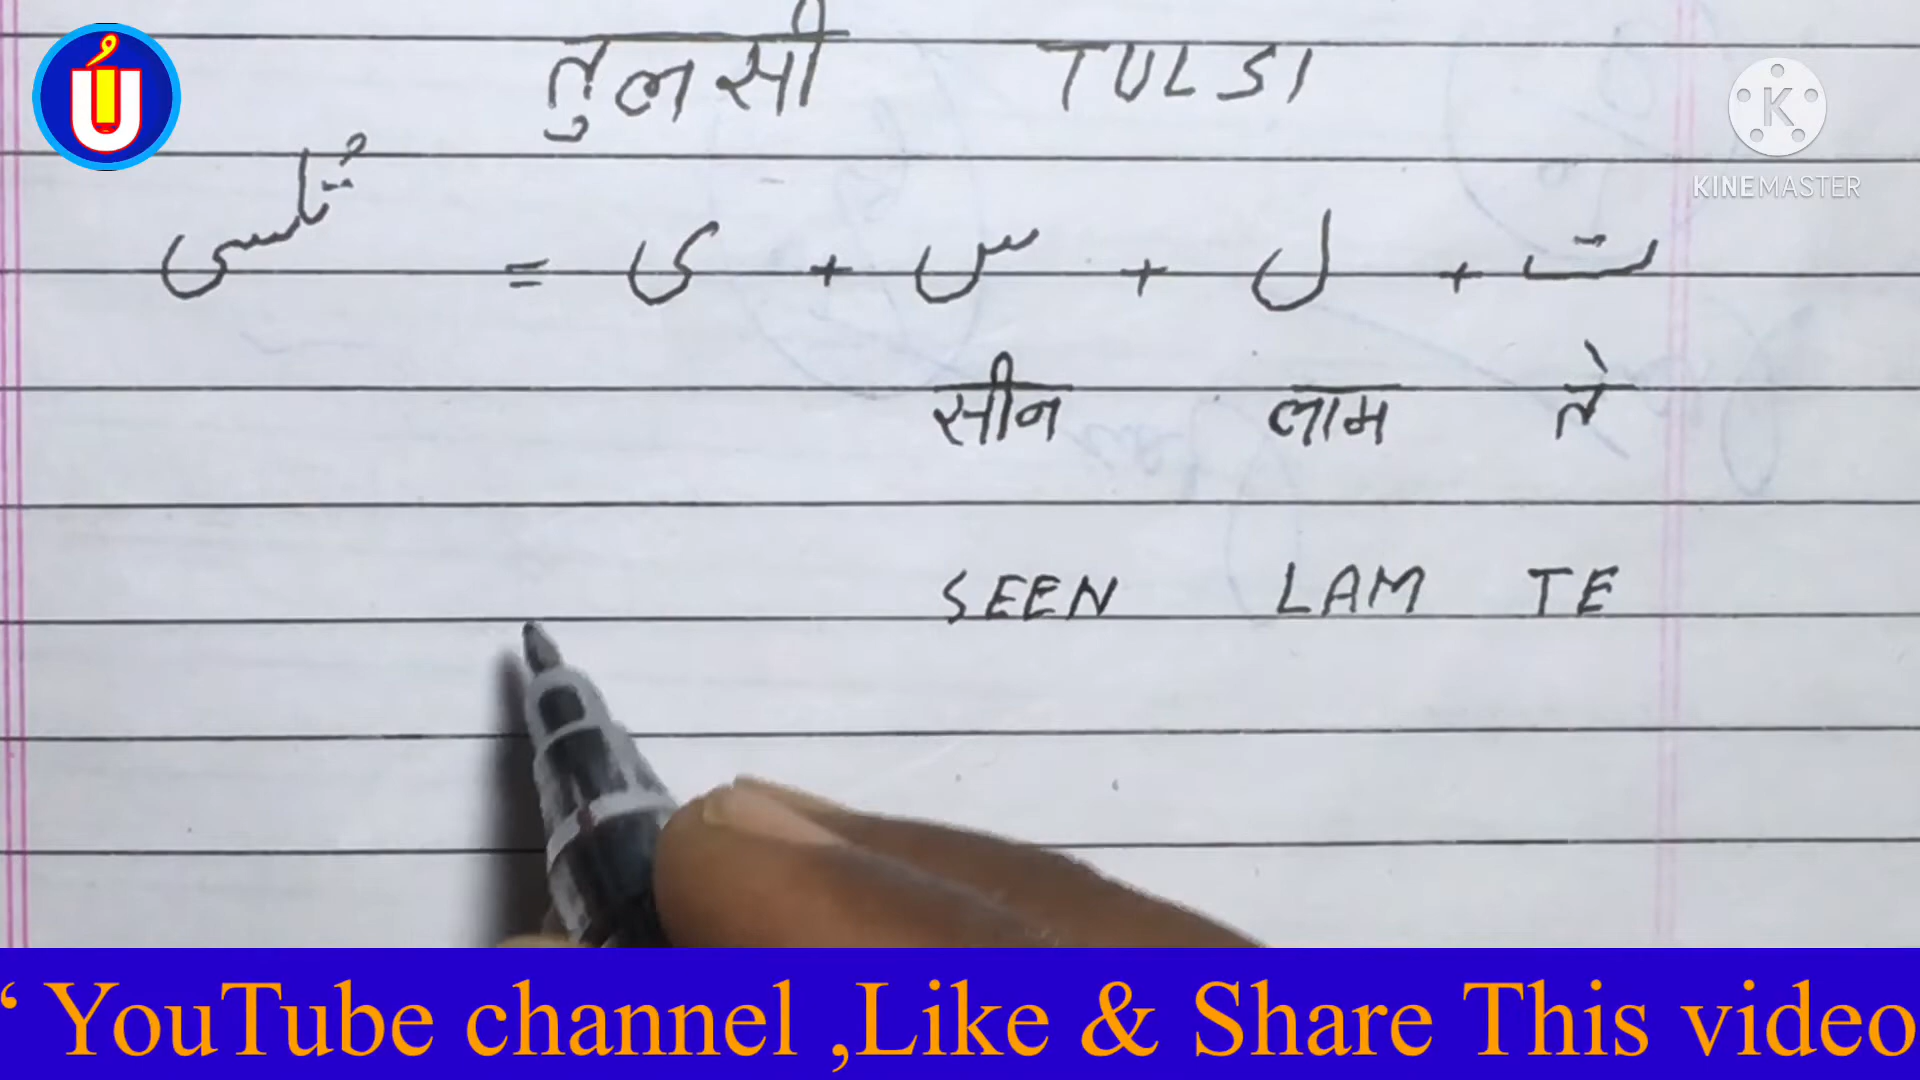 तुलसी TULSI
تُلسی = ی + س + ل + ت
सीन लाम ते
SEEN LAM TE
KINEMASTER
‘ YouTube channel ,Like & Share This video